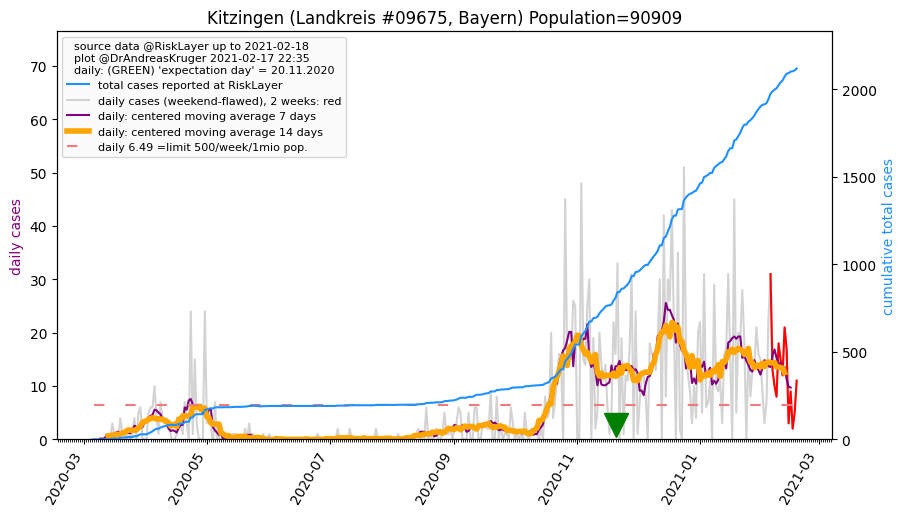 Kitzingen (Landkreis #09675, Bayern) Population=90909
source data @RiskLayer up to 2021-02-18
plot @DrAndreasKruger 2021-02-17 22:35
daily: (GREEN) 'expectation day' = 20.11.2020
total cases reported at RiskLayer
daily cases (weekend-flawed), 2 weeks: red
daily: centered moving average 7 days
daily: centered moving average 14 days
daily 6.49 =limit 500/week/1mio pop.
daily cases
70
60
50
40
30
20
10
0
cumulative total cases
2000
1500
1000
500
0
2020-03
2020-05
2020-07
2020-09
2020-11
2021-01
2021-03